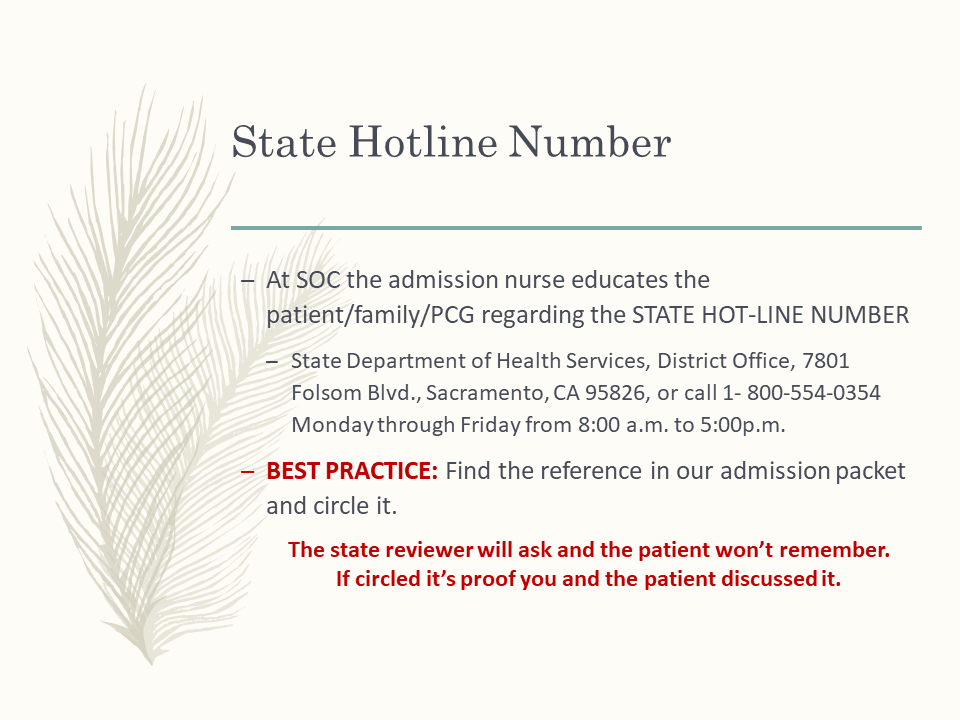 State Hotline Number
– At SOC the admission nurse educates the
patient/family/PCG regarding the STATE HOT-LINE NUMBER
– State Department of Health Services, District Office, 7801
Folsom Blvd., Sacramento, CA 95826, or call 1- 800-554-0354
Monday through Friday from 8:00 a.m. to 5:00p.m.
– BEST PRACTICE: Find the reference in our admission packet
and circle it.
The state reviewer will ask and the patient won’t remember.
If circled it’s proof you and the patient discussed it.